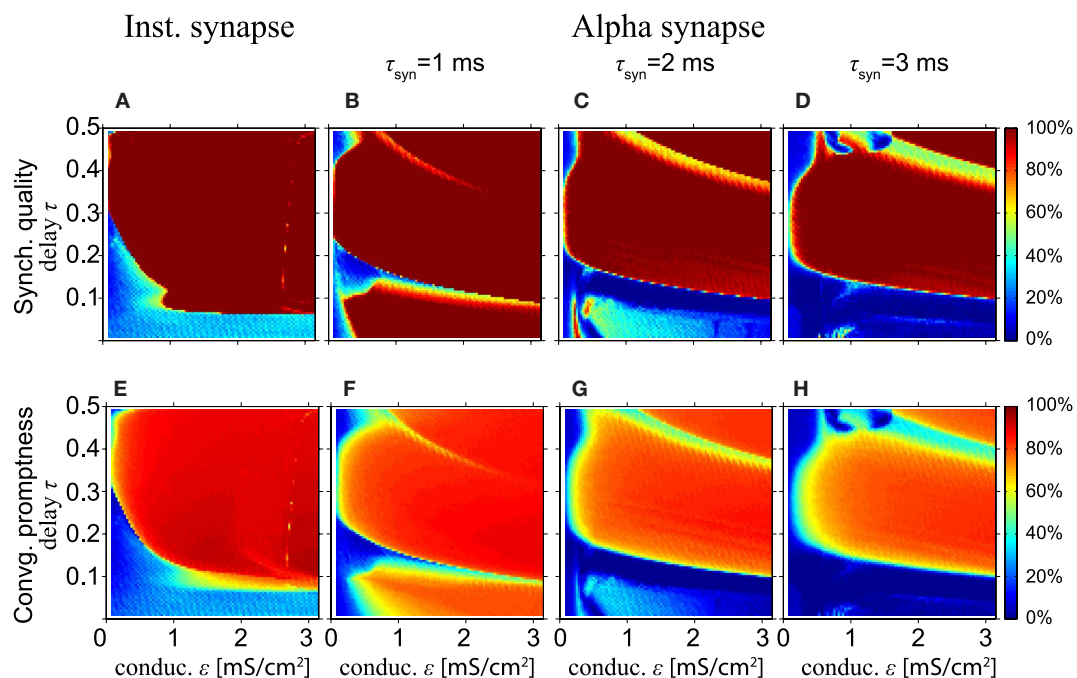 Inst. synapse
Alpha synapse
τsyn=1 ms
τsyn=2 ms
τsyn=3 ms
A
B
C
D
Synch. quality
delay τ
0.5
0.4
0.3
0.2
0.1
100%
80%
60%
40%
20%
0%
E
F
G
H
Convg. promptness
delay τ
0.5
0.4
0.3
0.2
0.1
100%
80%
60%
40%
20%
0%
0 1 2 3
0 1 2 3
0 1 2 3
0 1 2 3
conduc. ε [mS/cm²]
conduc. ε [mS/cm²]
conduc. ε [mS/cm²]
conduc. ε [mS/cm²]